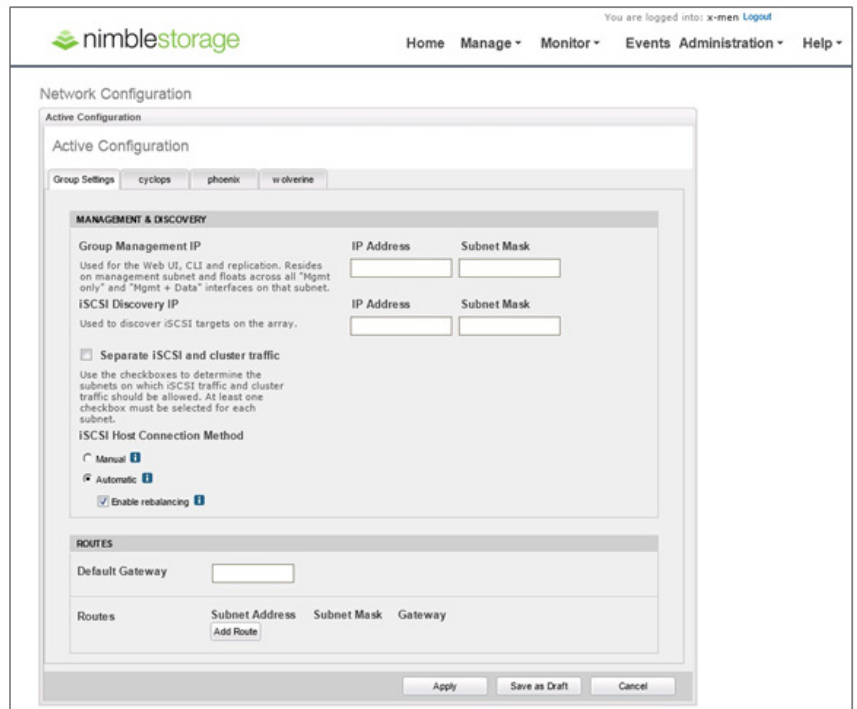 You are logged into: x-men Logout
nimblestorage
Home Manage Monitor Events Administration Help
Network Configuration
Active Configuration
Active Configuration
Group Settings cyclops phoenix wolverine
MANAGEMENT & DISCOVERY
Group Management IP IP Address Subnet Mask
Used for the Web UI, CLI and replication. Resides
on management subnet and floats across all "Mgmt
only" and "Mgmt + Data" interfaces on that subnet.
iSCSI Discovery IP IP Address Subnet Mask
Used to discover iSCSI targets on the array.
Separate iSCSI and cluster traffic
Use the checkboxes to determine the
subnets on which iSCSI traffic and cluster
traffic should be allowed. At least one
checkbox must be selected for each
subnet.
iSCSI Host Connection Method
Manual i
Automatic i
Enable rebalancing i
ROUTES
Default Gateway
Routes Subnet Address Subnet Mask Gateway
Add Route
Apply Save as Draft Cancel